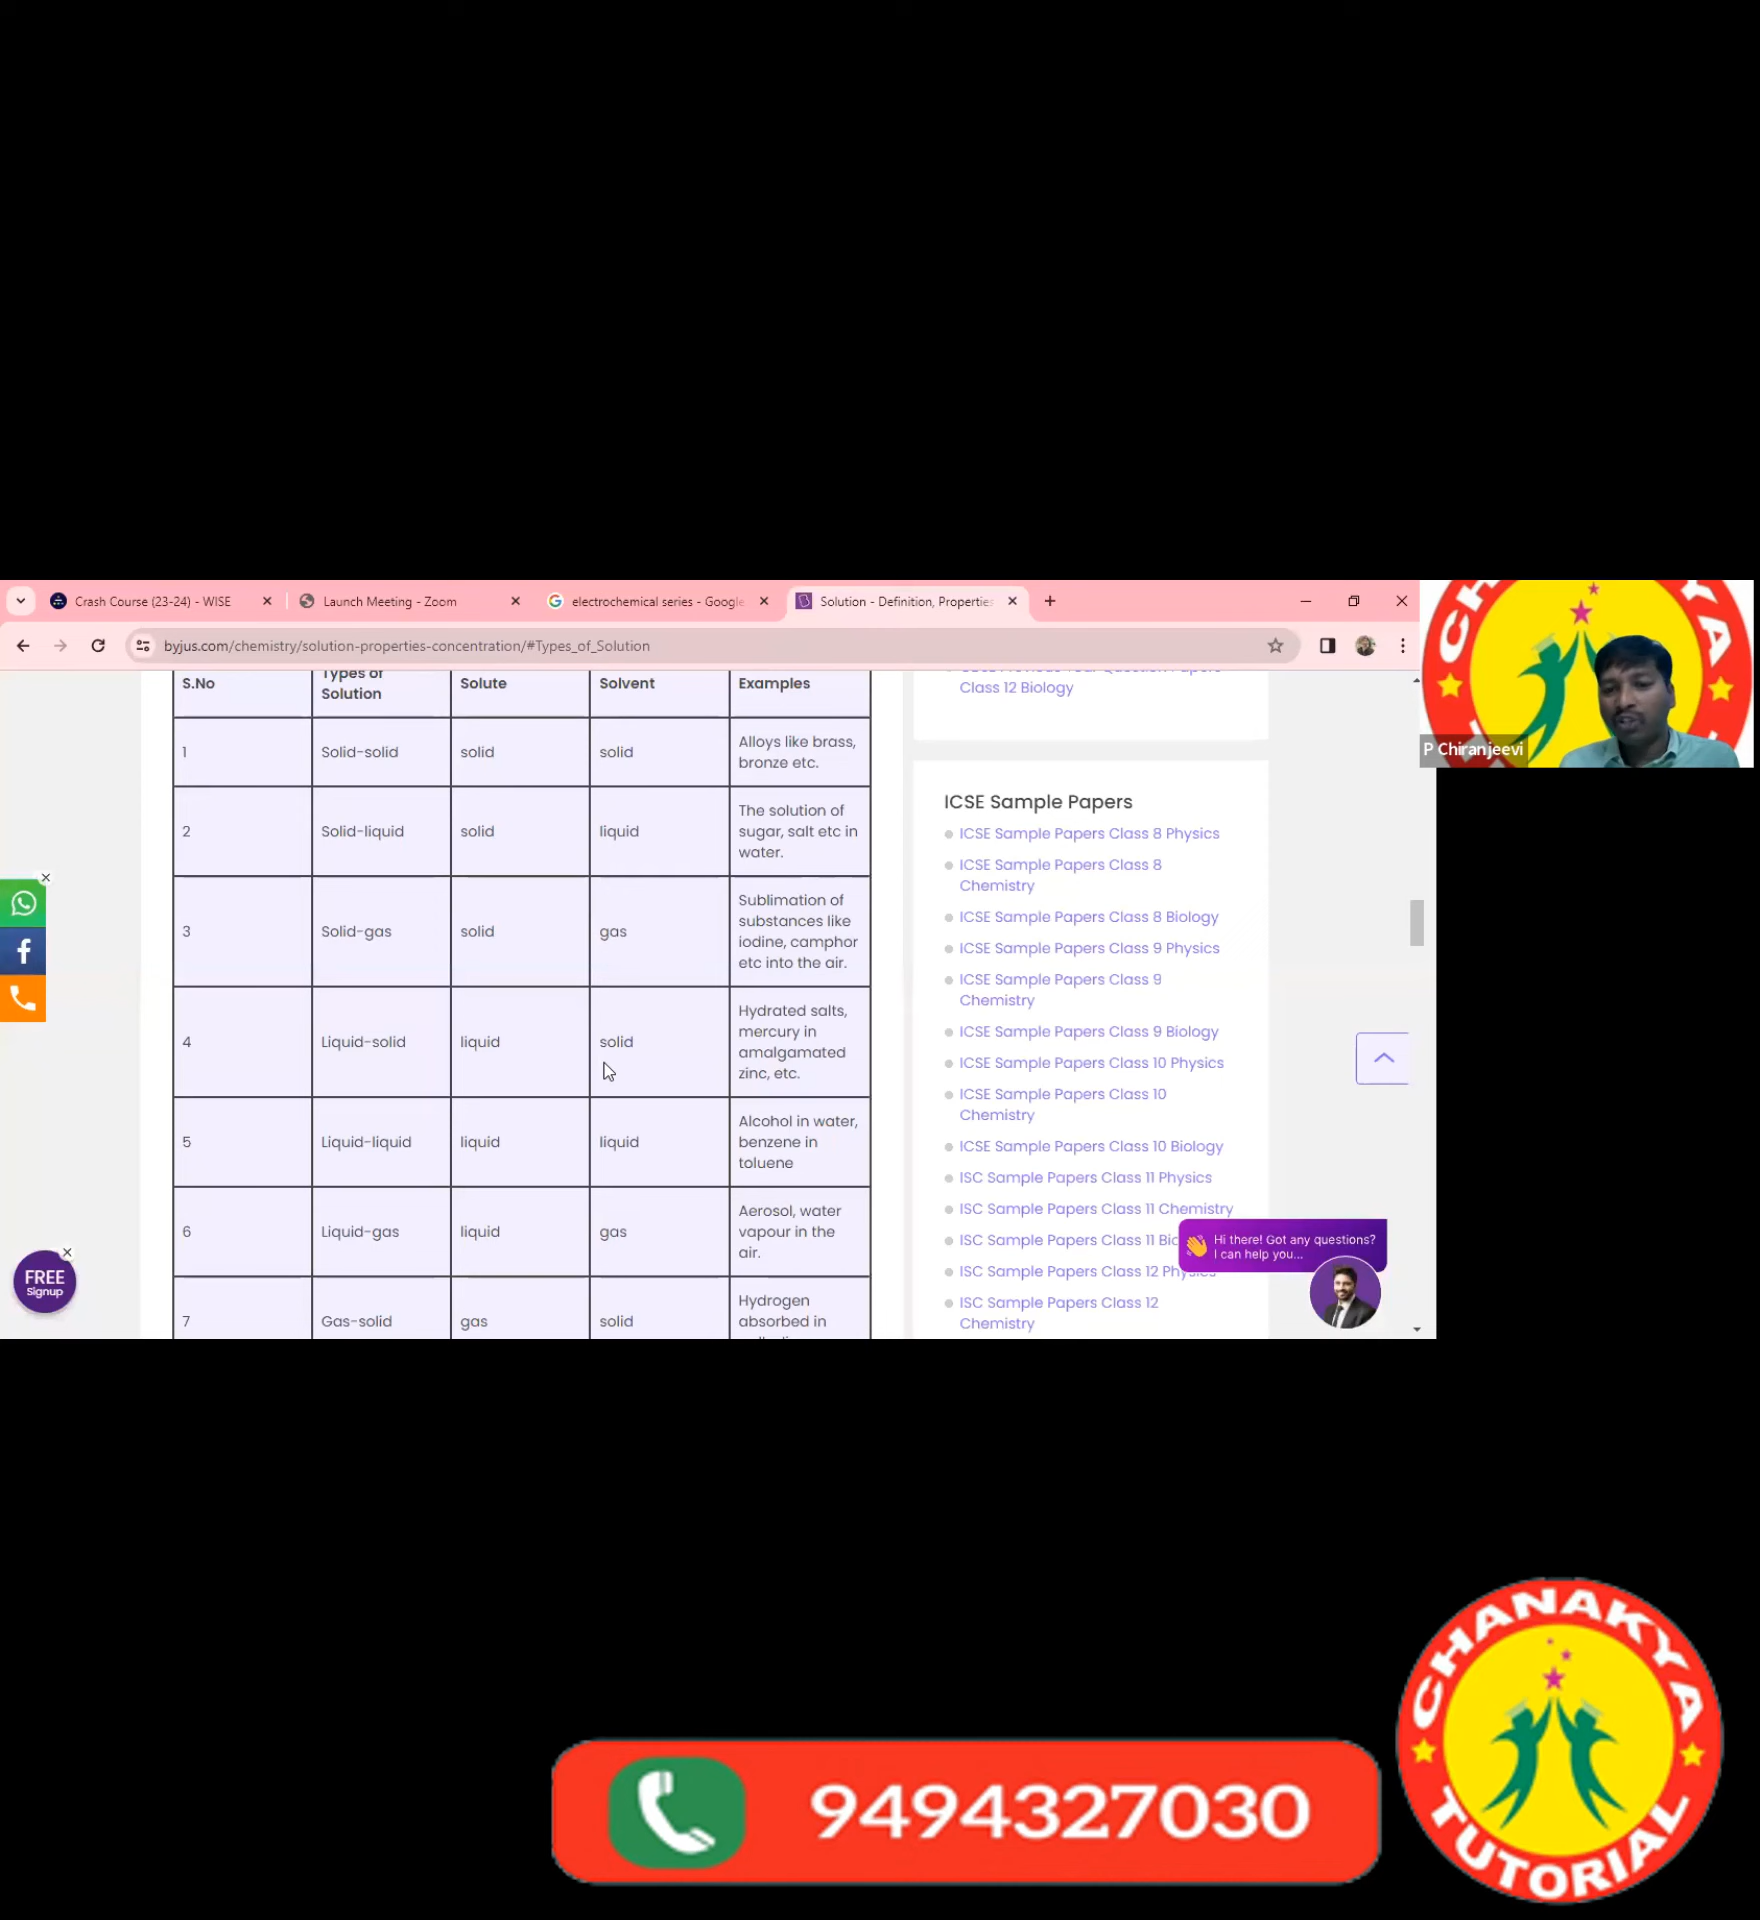 Crash Course (23-24) - WISE
Launch Meeting - Zoom
electrochemical series - Google
Solution - Definition, Properties
byjus.com/chemistry/solution-properties-concentration/#Types_of_Solution
S.No
Types of
Solution
Solute
Solvent
Examples
1
Solid-solid
solid
solid
Alloys like brass,
bronze etc.
2
Solid-liquid
solid
liquid
The solution of
sugar, salt etc in
water.
3
Solid-gas
solid
gas
Sublimation of
substances like
iodine, camphor
etc into the air.
4
Liquid-solid
liquid
solid
Hydrated salts,
mercury in
amalgamated
zinc, etc.
5
Liquid-liquid
liquid
liquid
Alcohol in water,
benzene in
toluene
6
Liquid-gas
liquid
gas
Aerosol, water
vapour in the
air.
7
Gas-solid
gas
solid
Hydrogen
absorbed in
Class 12 Biology
ICSE Sample Papers
ICSE Sample Papers Class 8 Physics
ICSE Sample Papers Class 8
Chemistry
ICSE Sample Papers Class 8 Biology
ICSE Sample Papers Class 9 Physics
ICSE Sample Papers Class 9
Chemistry
ICSE Sample Papers Class 9 Biology
ICSE Sample Papers Class 10 Physics
ICSE Sample Papers Class 10
Chemistry
ICSE Sample Papers Class 10 Biology
ISC Sample Papers Class 11 Physics
ISC Sample Papers Class 11 Chemistry
ISC Sample Papers Class 11 Bio
ISC Sample Papers Class 12 Physics
ISC Sample Papers Class 12
Chemistry
Hi there! Got any questions?
I can help you...
FREE
Signup
P Chiranjeevi
9494327030
CHANAKYA
TUTORIAL